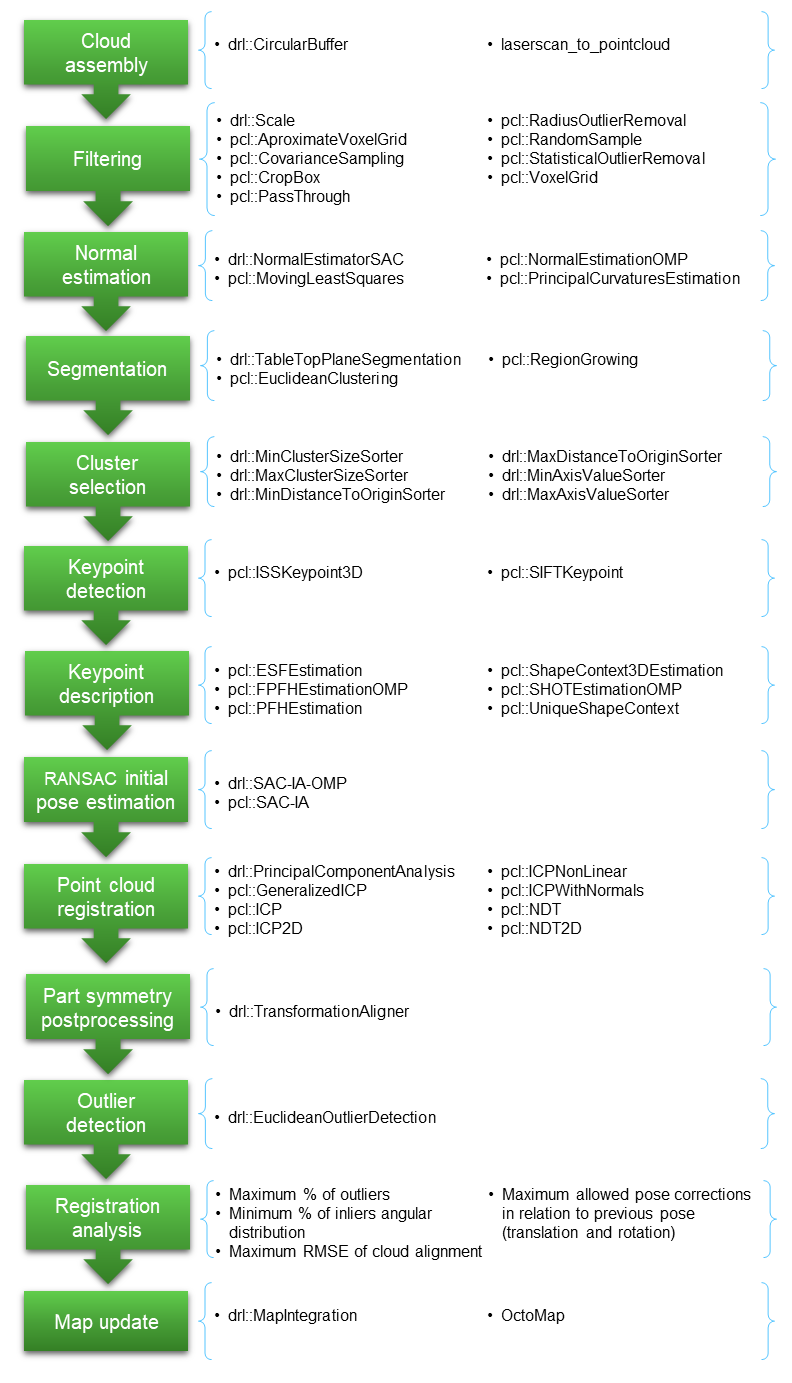 Cloud
assembly
• drl::CircularBuffer
• laserscan_to_pointcloud
Filtering
• drl::Scale
• pcl::AproximateVoxelGrid
• pcl::CovarianceSampling
• pcl::CropBox
• pcl::PassThrough
• pcl::RadiusOutlierRemoval
• pcl::RandomSample
• pcl::StatisticalOutlierRemoval
• pcl::VoxelGrid
Normal
estimation
• drl::NormalEstimatorSAC
• pcl::MovingLeastSquares
• pcl::NormalEstimationOMP
• pcl::PrincipalCurvaturesEstimation
Segmentation
• drl::TableTopPlaneSegmentation
• pcl::EuclideanClustering
• pcl::RegionGrowing
Cluster
selection
• drl::MinClusterSizeSorter
• drl::MaxClusterSizeSorter
• drl::MinDistanceToOriginSorter
• drl::MaxDistanceToOriginSorter
• drl::MinAxisValueSorter
• drl::MaxAxisValueSorter
Keypoint
detection
• pcl::ISSKeypoint3D
• pcl::SIFTKeypoint
Keypoint
description
• pcl::ESFEstimation
• pcl::FPFHEstimationOMP
• pcl::PFHEstimation
• pcl::ShapeContext3DEstimation
• pcl::SHOTEstimationOMP
• pcl::UniqueShapeContext
RANSAC initial
pose estimation
• drl::SAC-IA-OMP
• pcl::SAC-IA
Point cloud
registration
• drl::PrincipalComponentAnalysis
• pcl::GeneralizedICP
• pcl::ICP
• pcl::ICP2D
• pcl::ICPNonLinear
• pcl::ICPWithNormals
• pcl::NDT
• pcl::NDT2D
Part symmetry
postprocessing
• drl::TransformationAligner
Outlier
detection
• drl::EuclideanOutlierDetection
Registration
analysis
• Maximum % of outliers
• Minimum % of inliers angular
distribution
• Maximum RMSE of cloud alignment
• Maximum allowed pose corrections
in relation to previous pose
(translation and rotation)
Map update
• drl::MapIntegration
• OctoMap